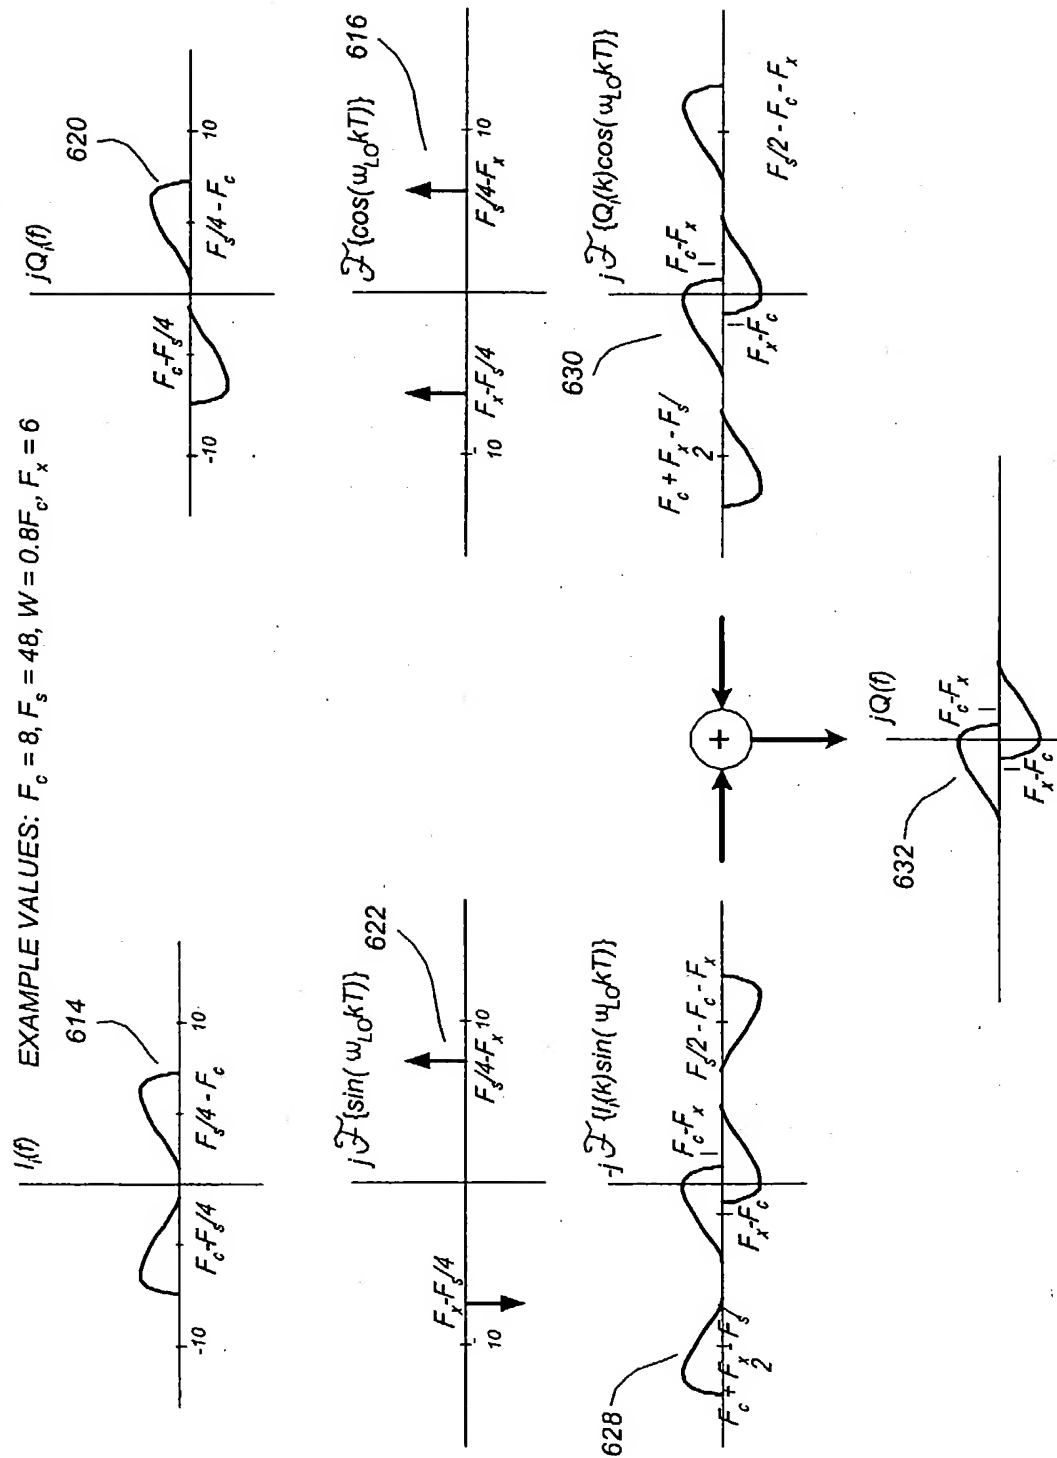 EXAMPLE VALUES: F_c = 8, F_s = 48, W = 0.8F_c, F_x = 6
I_i(f)
614
-10
F_c-F_s/4
F_s/4 - F_c
10
jQ_i(f)
620
-10
F_c-F_s/4
F_s/4 - F_c
10
jℱ{sin(ω_LO kT)}
622
10
F_x-F_s/4
F_s/4-F_x
10
ℱ{cos(ω_LO kT)}
616
10
F_x-F_s/4
F_s/4-F_x
10
-jℱ{I_i(k)sin(ω_LO kT)}
628
F_c + F_x - F_s/
2
F_x-F_c
F_c-F_x
F_s/2 - F_c - F_x
+
jℱ{Q_i(k)cos(ω_LO kT)}
630
F_c + F_x - F_s/
2
F_x-F_c
F_c-F_x
F_s/2 - F_c - F_x
jQ(f)
632
F_c-F_x
F_x-F_c